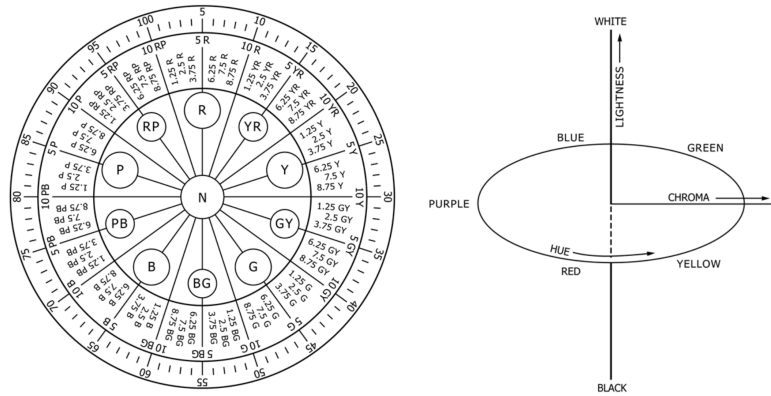 5
10
15
20
25
30
35
40
45
50
55
60
65
70
75
80
85
90
95
100
5 R
6.25 R
7.5 R
8.75 R
10 R
1.25 YR
2.5 YR
3.75 YR
5 YR
6.25 YR
7.5 YR
8.75 YR
10 YR
1.25 Y
2.5 Y
3.75 Y
5 Y
6.25 Y
7.5 Y
8.75 Y
10 Y
1.25 GY
2.5 GY
3.75 GY
5 GY
6.25 GY
7.5 GY
8.75 GY
10 GY
1.25 G
2.5 G
3.75 G
5 G
6.25 G
7.5 G
8.75 G
10 G
1.25 BG
2.5 BG
3.75 BG
5 BG
6.25 BG
7.5 BG
8.75 BG
10 BG
1.25 B
2.5 B
3.75 B
5 B
6.25 B
7.5 B
8.75 B
10 B
1.25 PB
2.5 PB
3.75 PB
5 PB
6.25 PB
7.5 PB
8.75 PB
10 PB
1.25 P
2.5 P
3.75 P
5 P
6.25 P
7.5 P
8.75 P
10 P
1.25 RP
2.5 RP
3.75 RP
5 RP
6.25 RP
7.5 RP
8.75 RP
10 RP
1.25 R
2.5 R
3.75 R
R
YR
Y
GY
G
BG
B
PB
P
RP
N
WHITE
LIGHTNESS
BLUE
GREEN
PURPLE
CHROMA
HUE
RED
YELLOW
BLACK